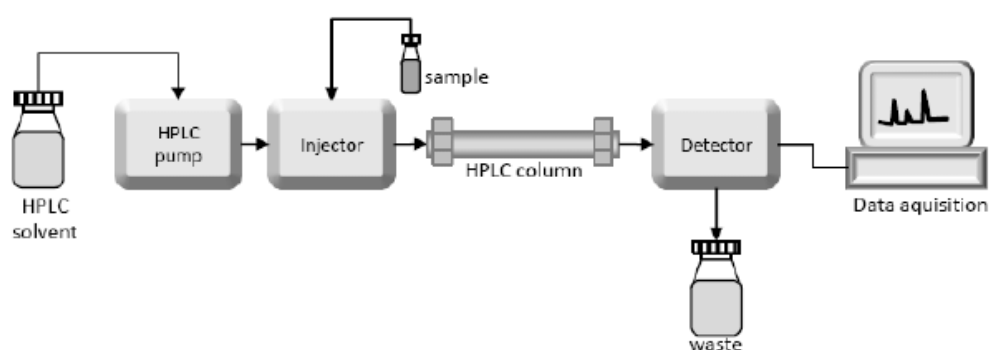 HPLC
solvent
HPLC
pump
Injector
sample
HPLC column
Detector
waste
Data aquisition